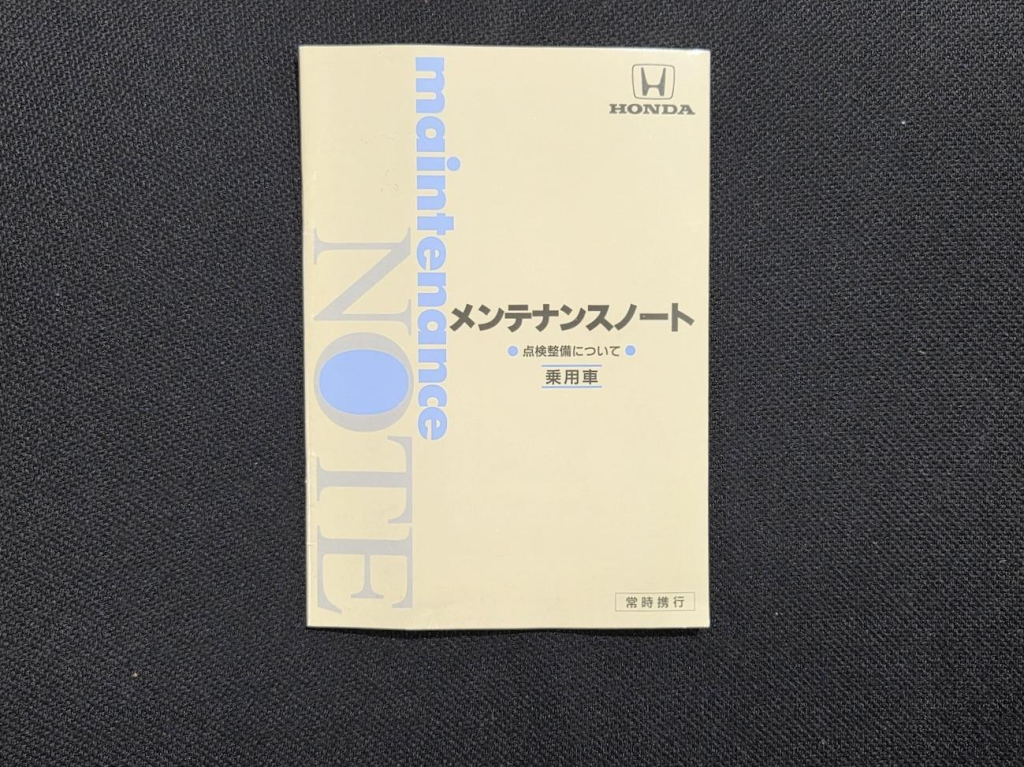 maintenance
NOTE
HONDA
メンテナンスノート
● 点検整備について ●
乗用車
常時携行